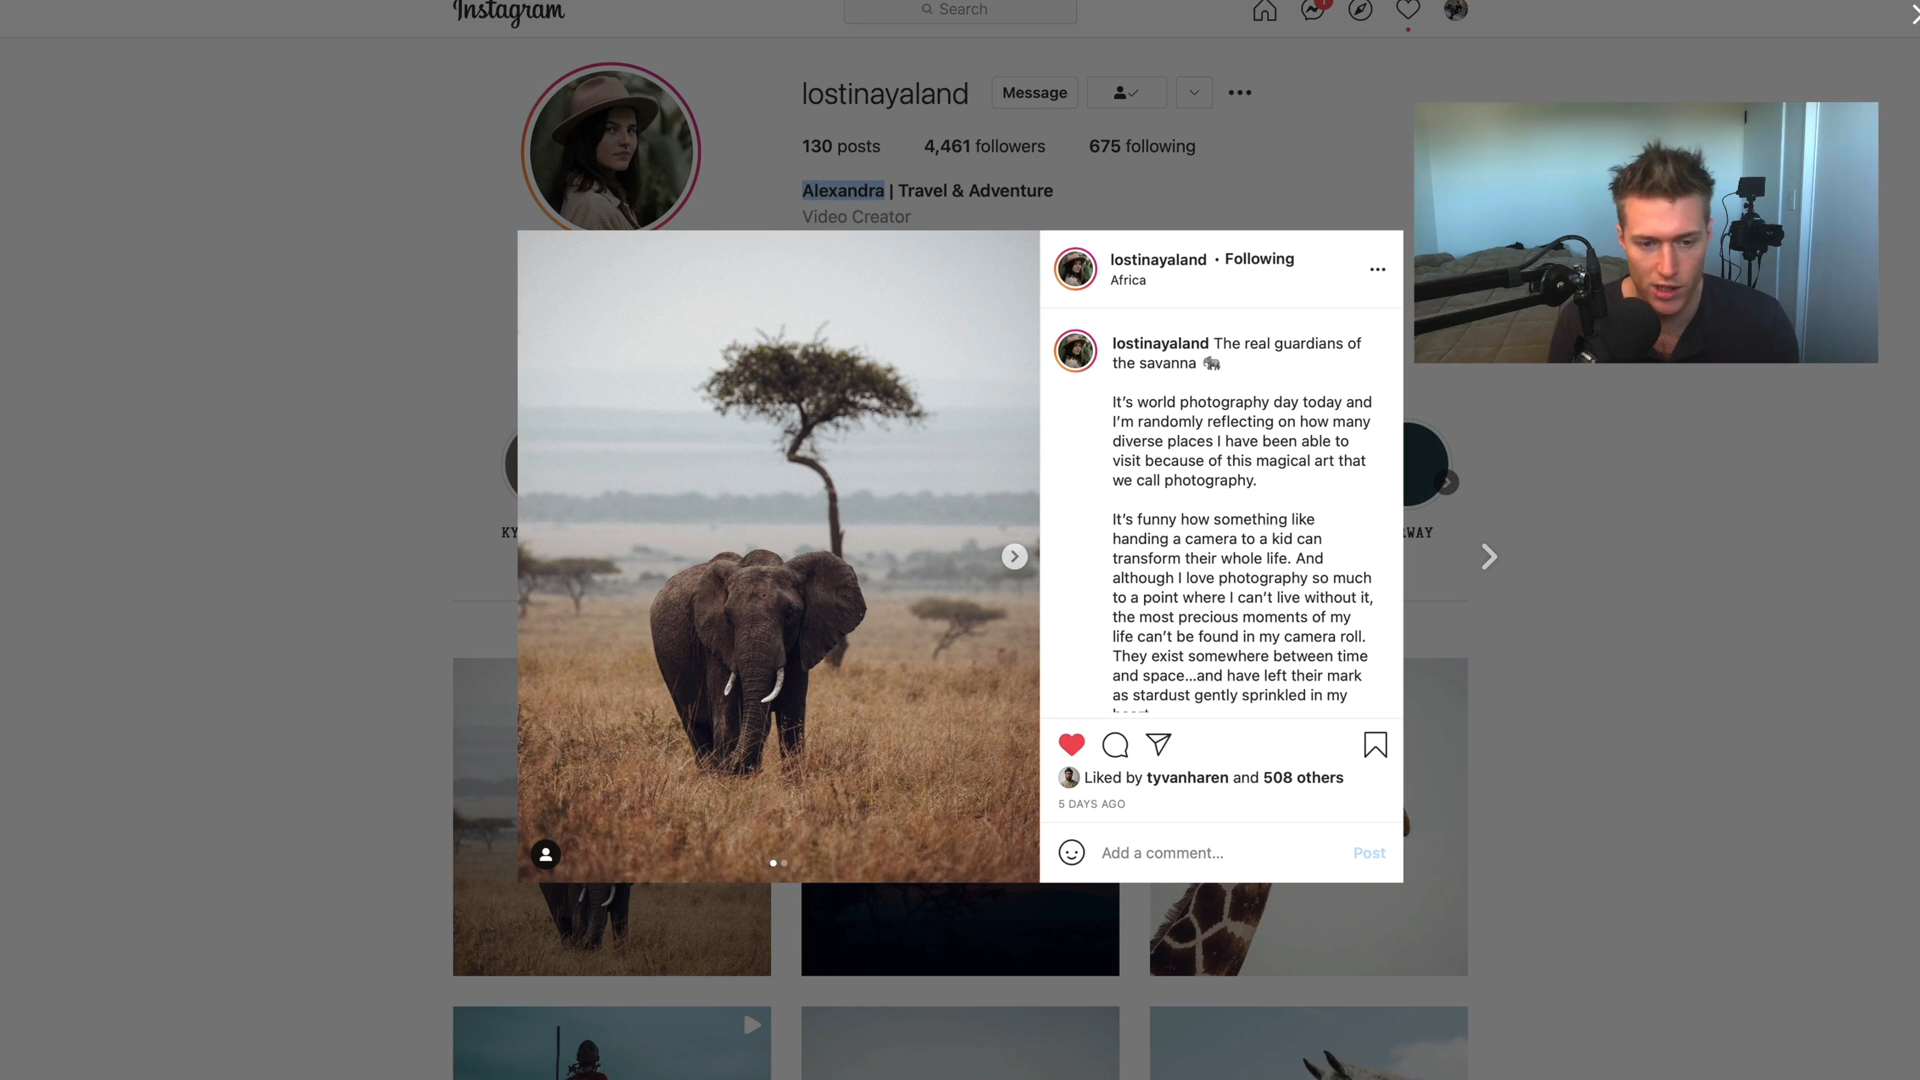 Instagram
Search
1
lostinayaland
Message
130 posts 4,461 followers 675 following
Alexandra | Travel & Adventure
Video Creator
lostinayaland • Following
Africa
lostinayaland The real guardians of
the savanna 🐘
It’s world photography day today and
I’m randomly reflecting on how many
diverse places I have been able to
visit because of this magical art that
we call photography.
It’s funny how something like
handing a camera to a kid can
transform their whole life. And
although I love photography so much
to a point where I can’t live without it,
the most precious moments of my
life can’t be found in my camera roll.
They exist somewhere between time
and space...and have left their mark
as stardust gently sprinkled in my
KY
WAY
Liked by tyvanharen and 508 others
5 DAYS AGO
Add a comment...
Post